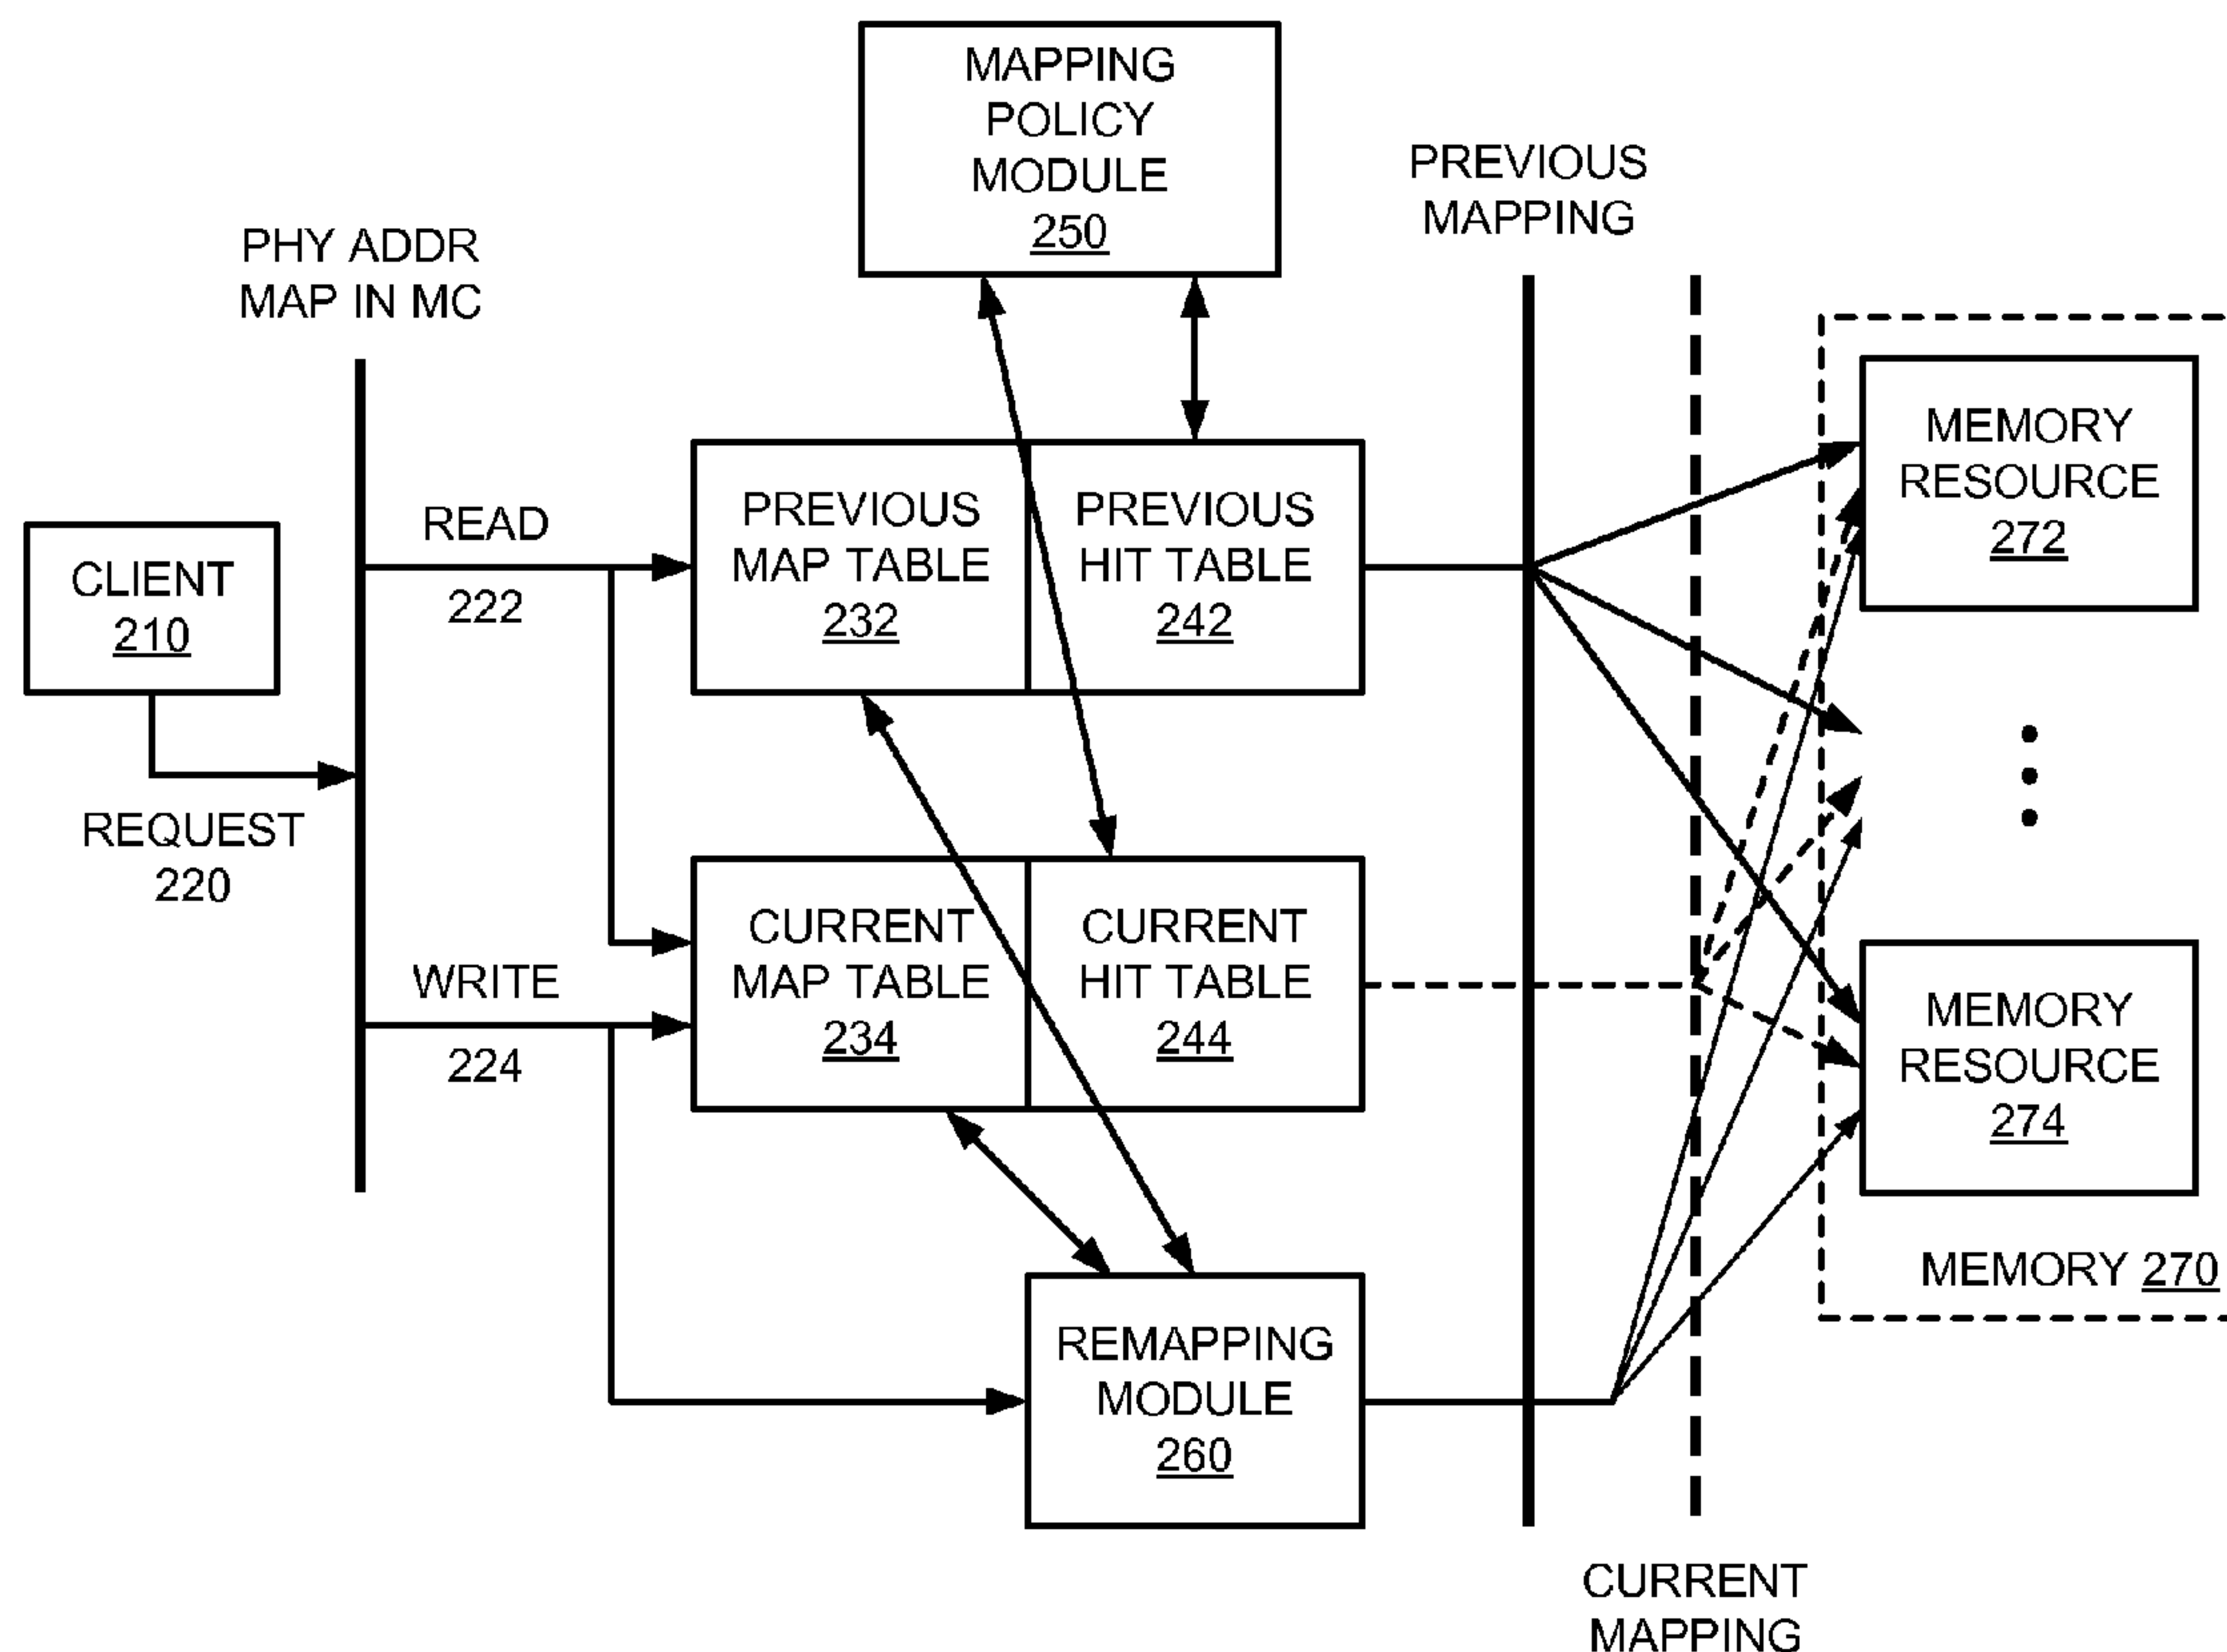 MAPPING
POLICY
MODULE
250
PREVIOUS
MAPPING
PHY ADDR
MAP IN MC
CLIENT
210
REQUEST
220
READ
222
WRITE
224
PREVIOUS
MAP TABLE
232
PREVIOUS
HIT TABLE
242
CURRENT
MAP TABLE
234
CURRENT
HIT TABLE
244
REMAPPING
MODULE
260
MEMORY
RESOURCE
272
MEMORY
RESOURCE
274
MEMORY 270
CURRENT
MAPPING